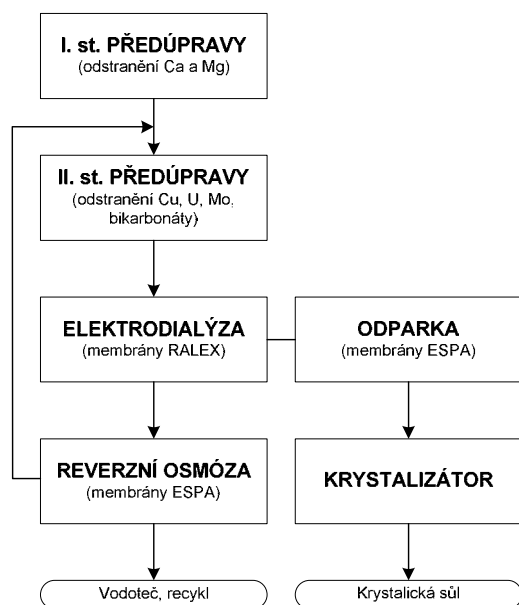 I. st. PŘEDÚPRAVY
(odstranění Ca a Mg)
II. st. PŘEDÚPRAVY
(odstranění Cu, U, Mo,
bikarbonáty)
ELEKTRODIALÝZA
(membrány RALEX)
ODPARKA
(membrány ESPA)
REVERZNÍ OSMÓZA
(membrány ESPA)
KRYSTALIZÁTOR
Vodoteč, recykl
Krystalická sůl